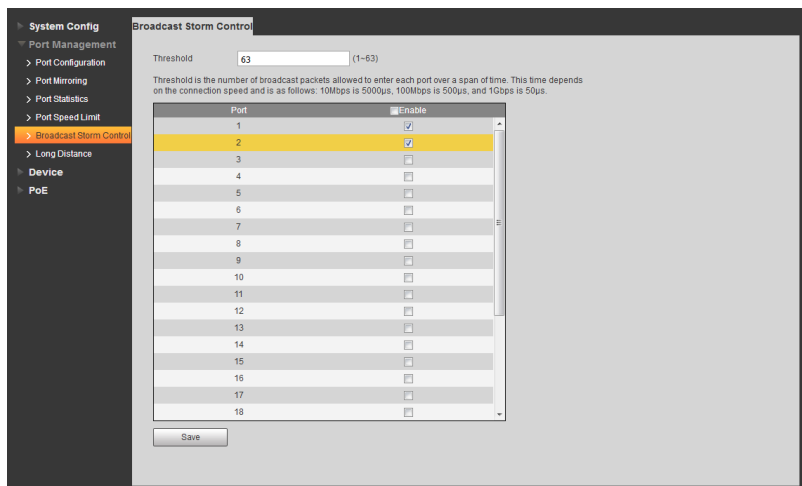 System Config
Port Management
Port Configuration
Port Mirroring
Port Statistics
Port Speed Limit
Broadcast Storm Control
Long Distance
Device
PoE
Broadcast Storm Control
Threshold 63 (1~63)
Threshold is the number of broadcast packets allowed to enter each port over a span of time. This time depends
on the connection speed and is as follows: 10Mbps is 5000μs, 100Mbps is 500μs, and 1Gbps is 50μs.
Port Enable
1
2
3
4
5
6
7
8
9
10
11
12
13
14
15
16
17
18
Save